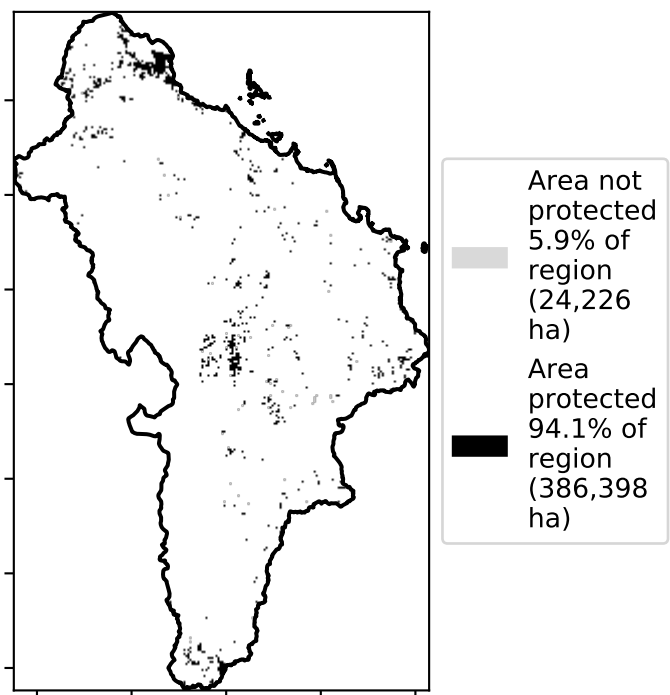 Area not
protected
5.9% of
region
(24,226
ha)
Area
protected
94.1% of
region
(386,398
ha)